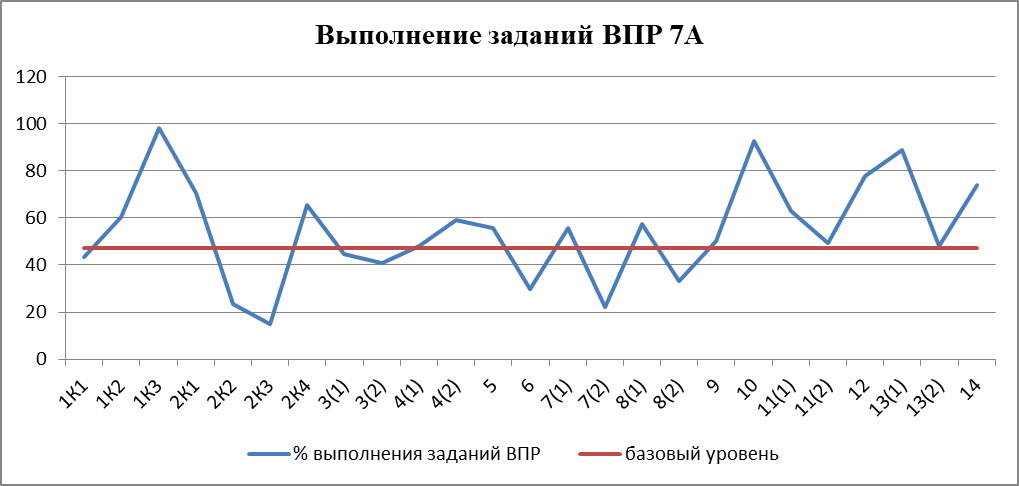 Выполнение заданий ВПР 7А
120
100
80
60
40
20
0
1К1 1К2 1К3 2К1 2К2 2К3 2К4 3(1) 3(2) 4(1) 4(2) 5 6 7(1) 7(2) 8(1) 8(2) 9 10 11(1) 11(2) 12 13(1) 13(2) 14
% выполнения заданий ВПР базовый уровень